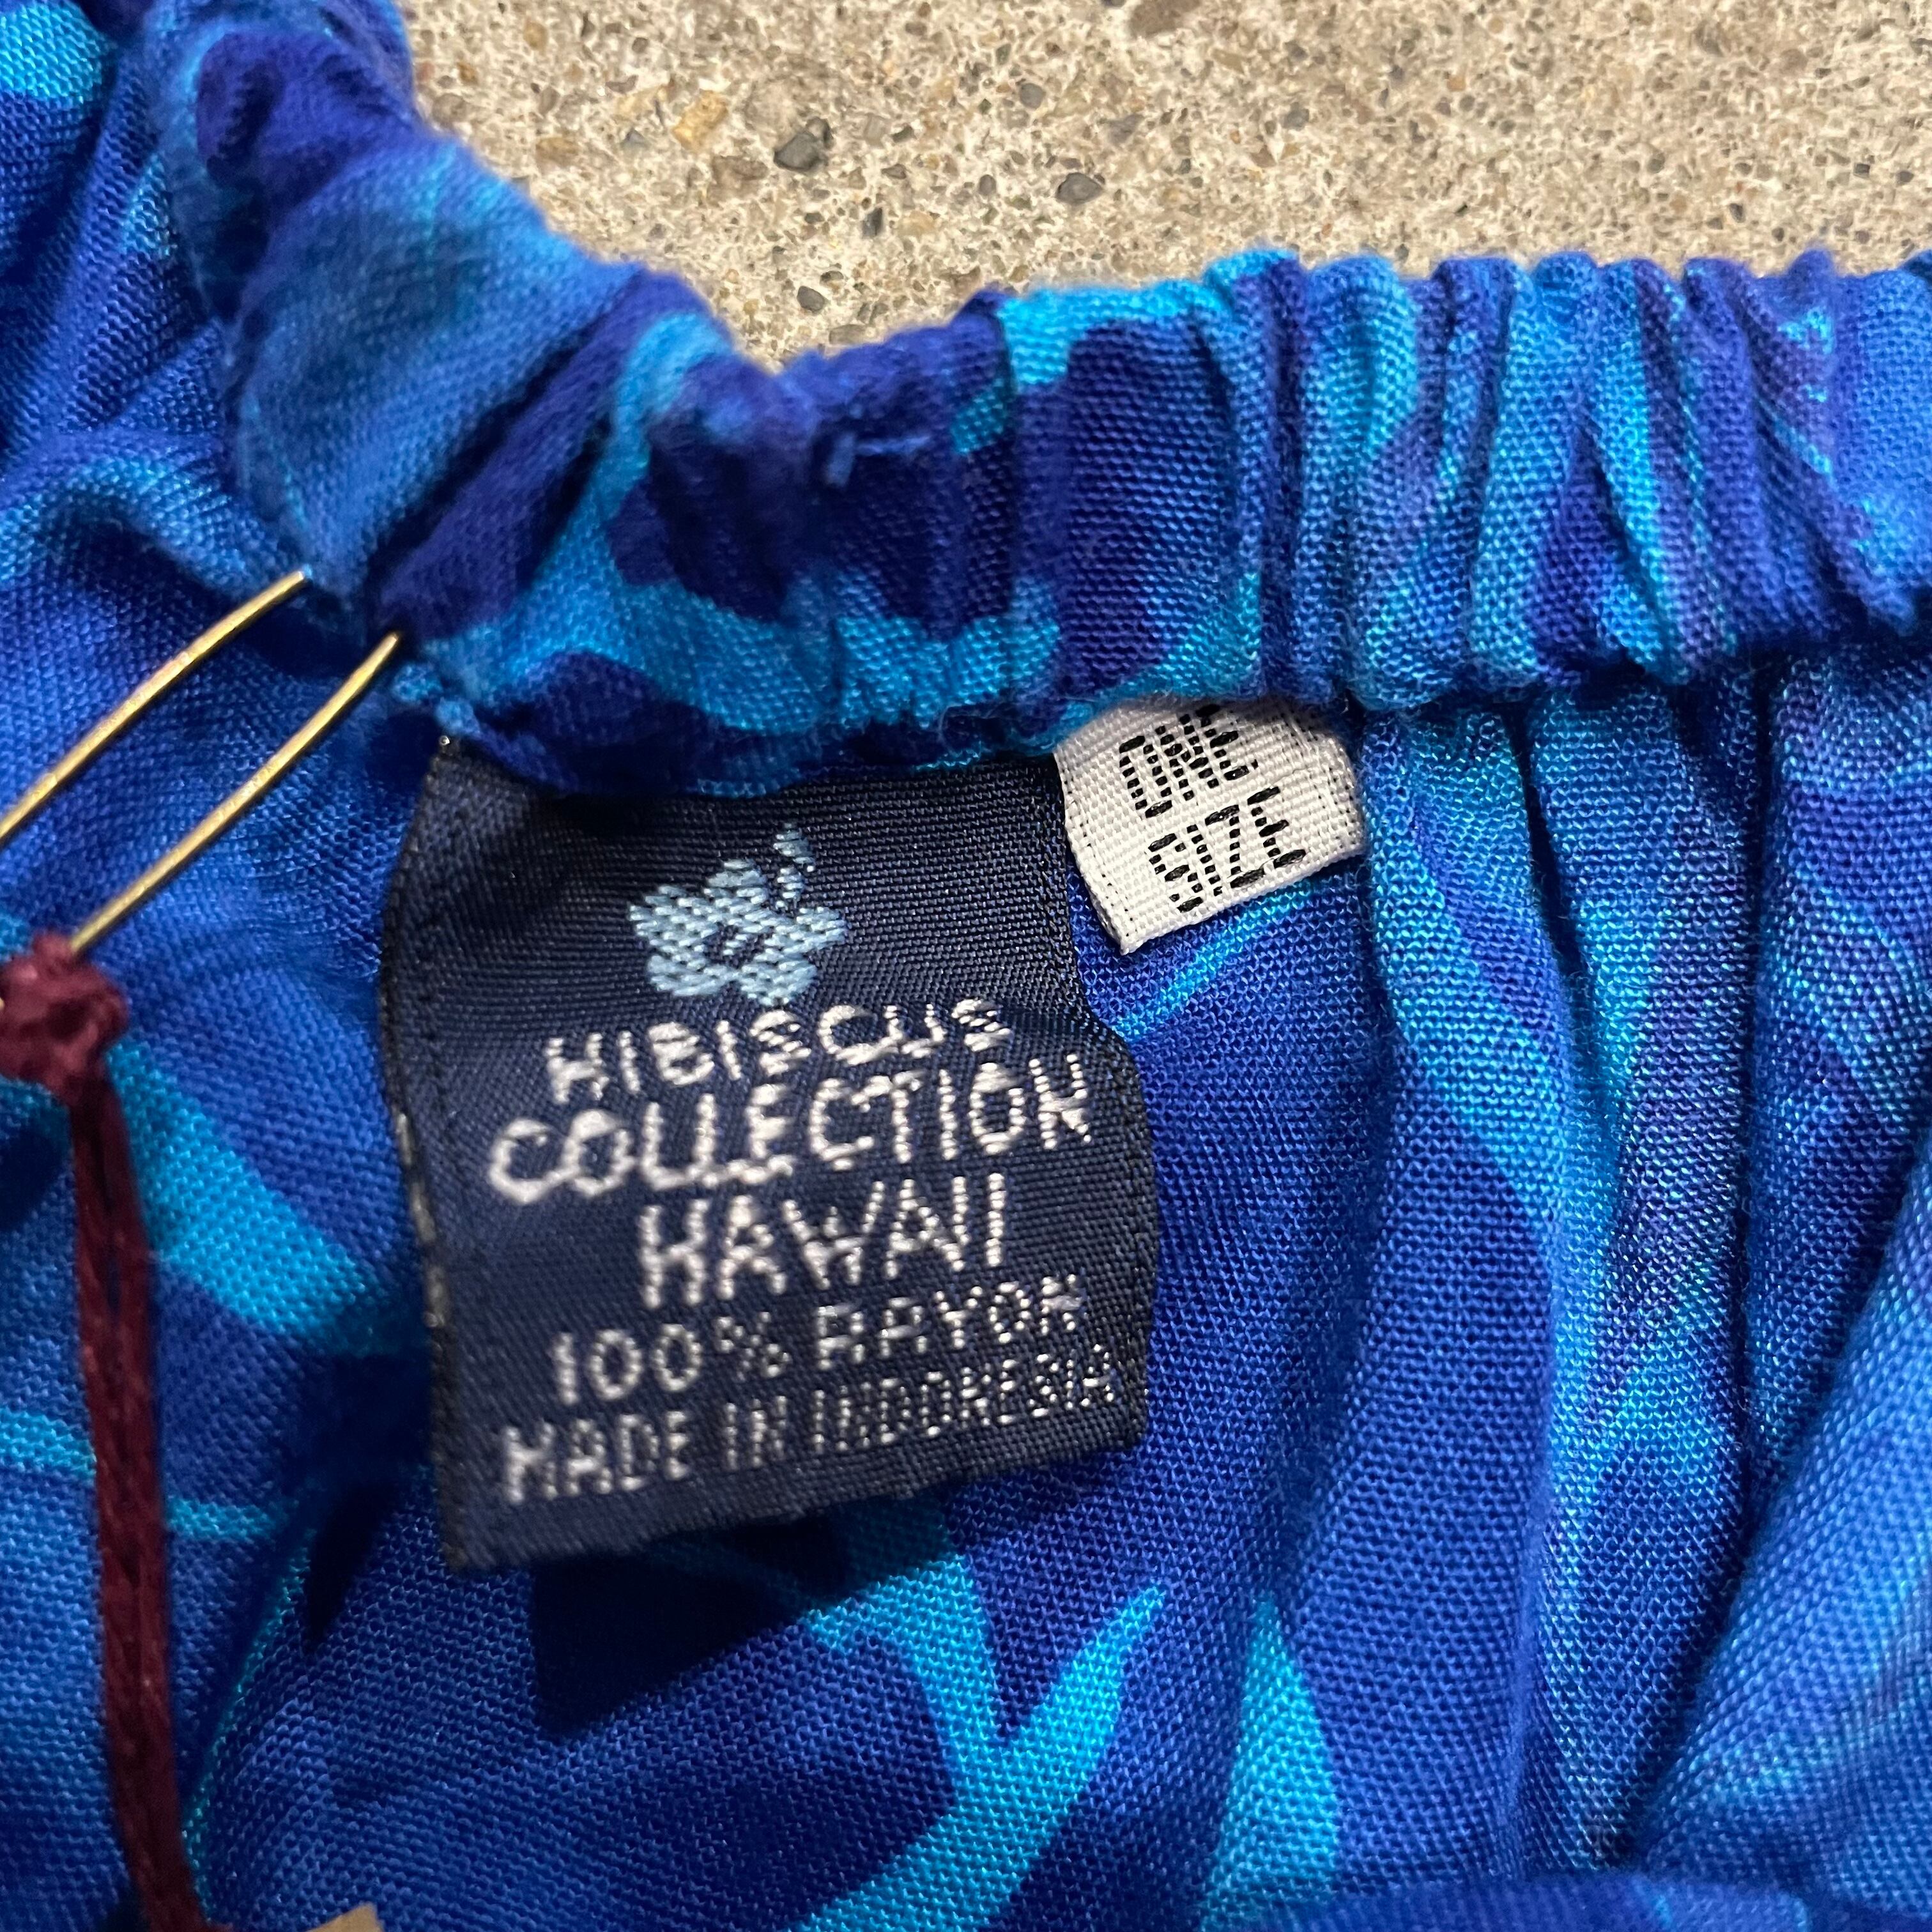 ONE
SIZE
HIBISCUS
COLLECTION
HAWAII
100% RAYON
MADE IN INDONESIA